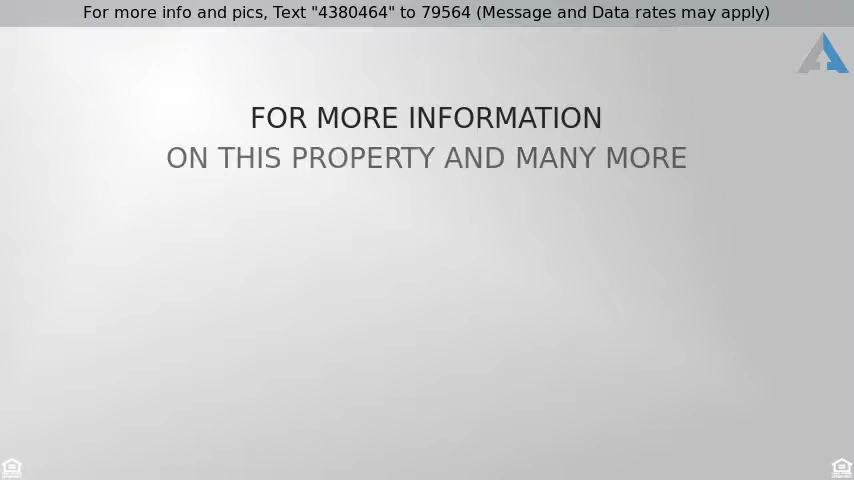 For more info and pics, Text "4380464" to 79564 (Message and Data rates may apply)
FOR MORE INFORMATION
ON THIS PROPERTY AND MANY MORE